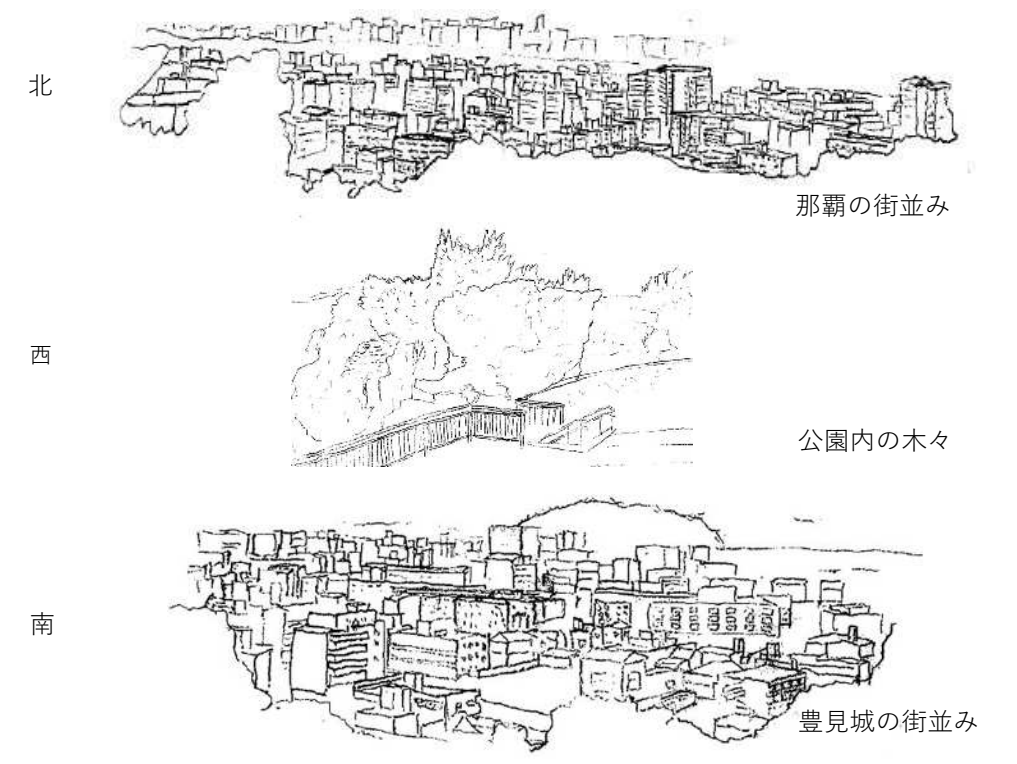 北
那覇の街並み
西
公園内の木々
南
豊見城の街並み